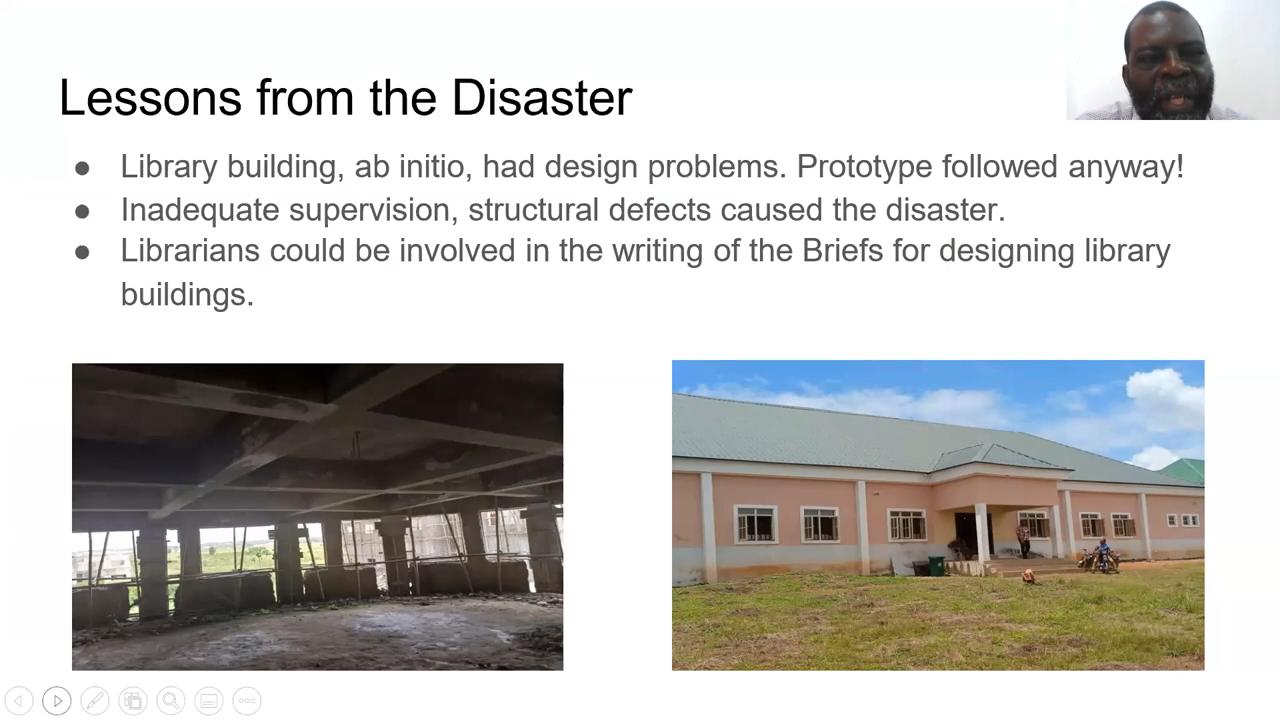 Lessons from the Disaster
● Library building, ab initio, had design problems. Prototype followed anyway!
● Inadequate supervision, structural defects caused the disaster.
● Librarians could be involved in the writing of the Briefs for designing library
buildings.